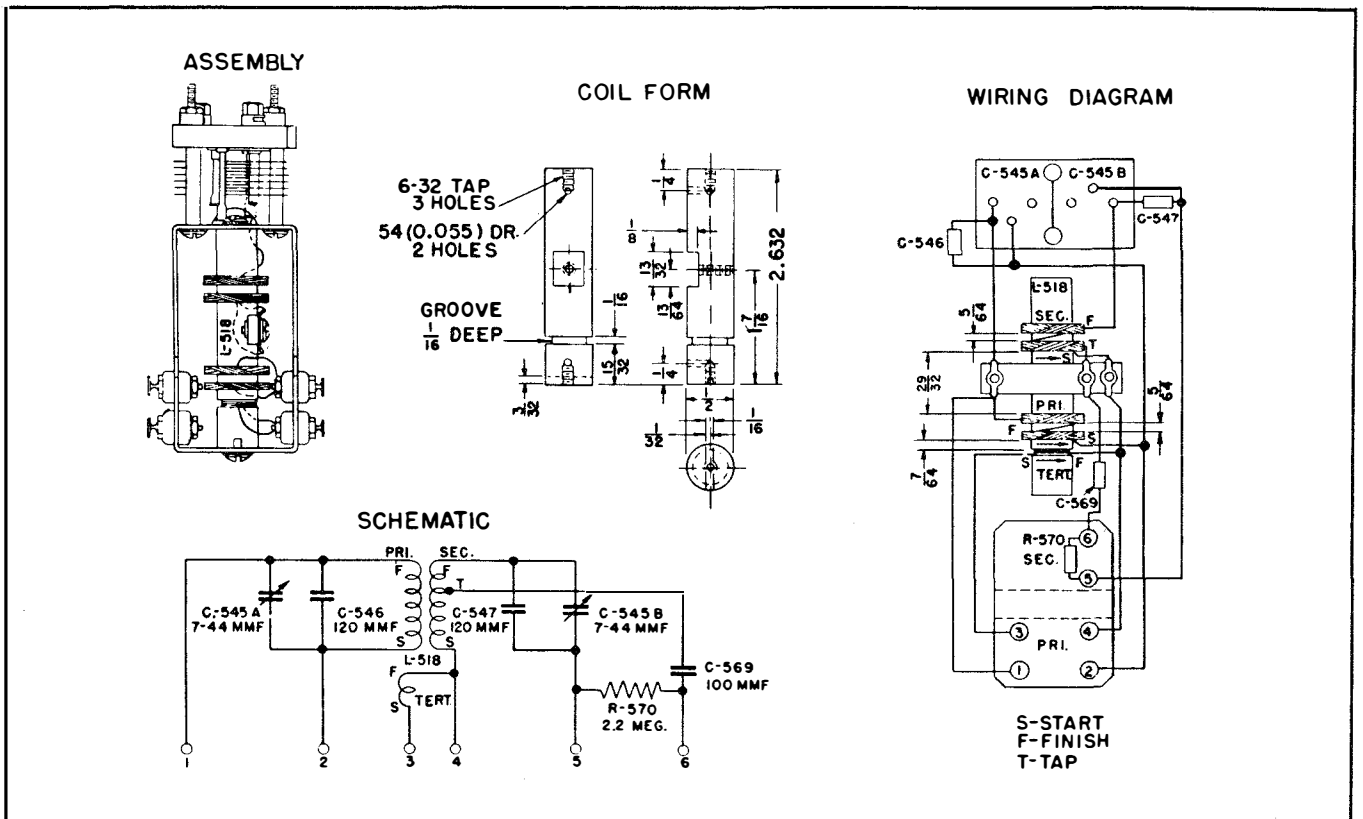 ASSEMBLY
L-518
COIL FORM
6-32 TAP
3 HOLES
54 (0.055) DR.
2 HOLES
GROOVE
1/16 DEEP
1/16
15/32
3/32
1/4
1/8
13/32
13/64
2.632
1 7/16
1/4
1/2
1/16
1/32
WIRING DIAGRAM
C-545A
C-545B
C-547
C-546
L-518
SEC.
F
T
S
5/64
29/32
PRI.
F
S
5/64
7/64
S
F
TERT.
C-569
R-570
SEC.
6
5
3
4
PRI.
1
2
S-START
F-FINISH
T-TAP
SCHEMATIC
PRI.
SEC.
F
F
T
C-545A
7-44 MMF
C-546
120 MMF
C-547
120 MMF
C-545B
7-44 MMF
S
S
L-518
F
TERT.
S
C-569
100 MMF
R-570
2.2 MEG.
1
2
3
4
5
6